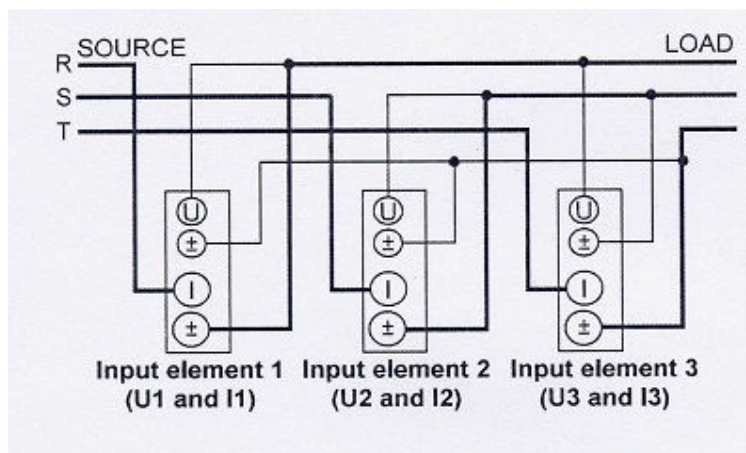 SOURCE
LOAD
R
S
T
U
±
I
±
U
±
I
±
U
±
I
±
Input element 1
(U1 and I1)
Input element 2
(U2 and I2)
Input element 3
(U3 and I3)